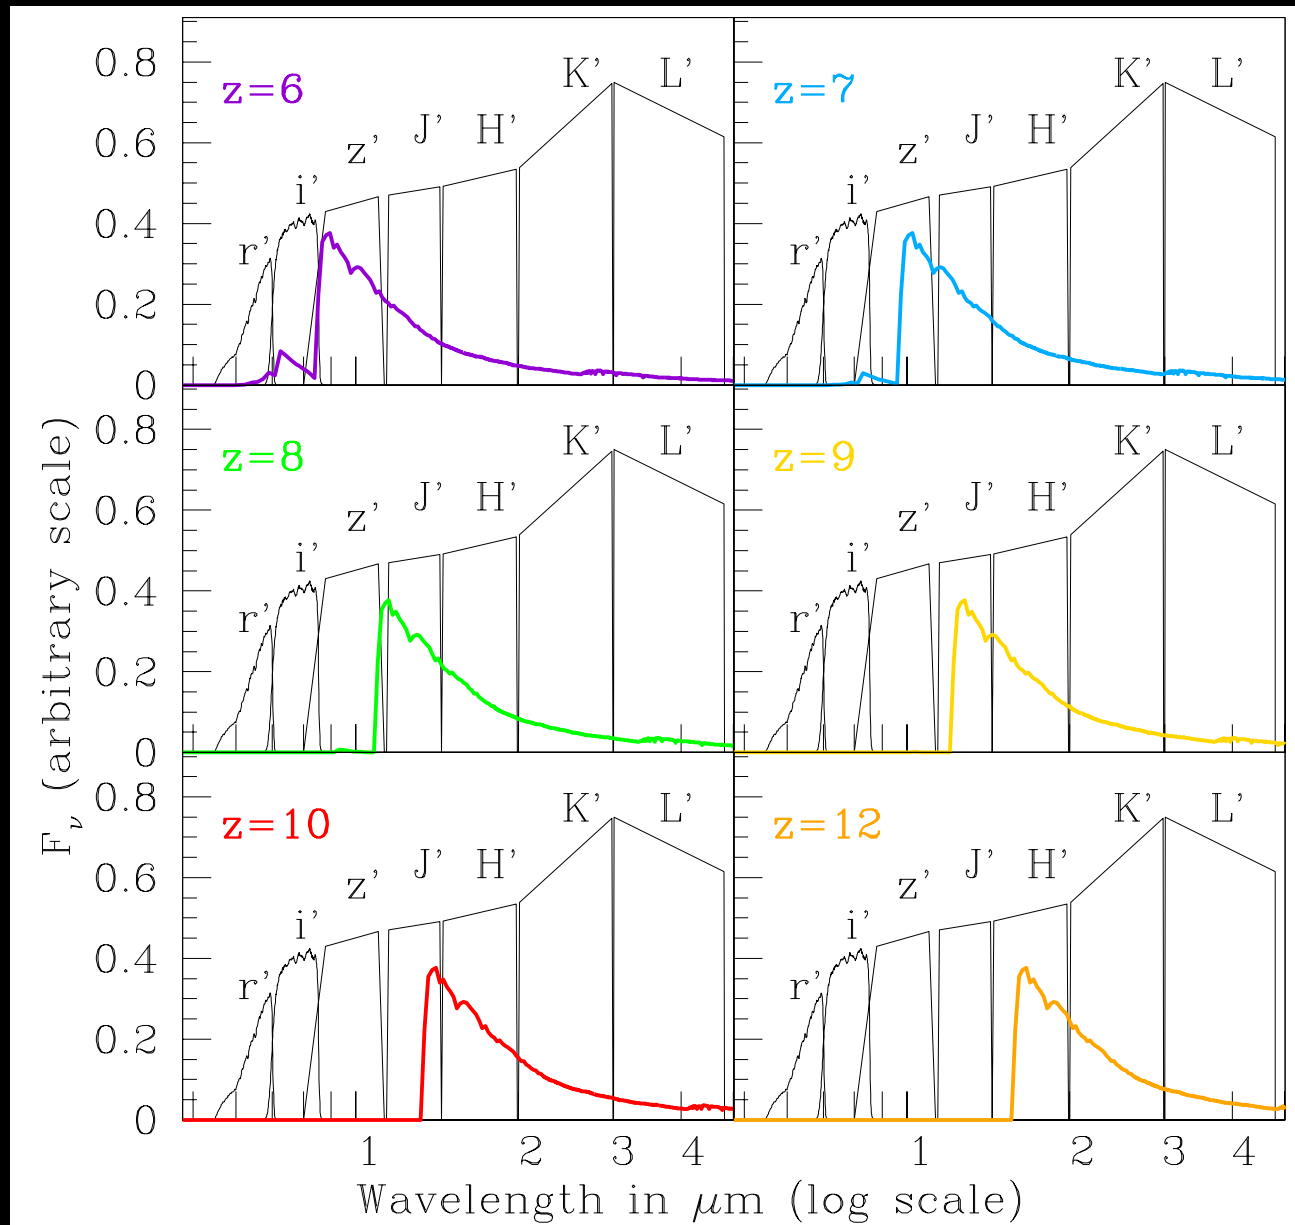 K' L' K' L'
0.8 z=6 z=7
J' H' J' H'
0.6 z' z'
i' i'
0.4 r' r'
0.2
0
K' L' K' L'
0.8 z=8 z=9
J' H' J' H'
0.6 z' z'
i' i'
0.4 r' r'
0.2
0
K' L' K' L'
0.8 z=10 z=12
J' H' J' H'
0.6 z' z'
i' i'
0.4 r' r'
0.2
0
1 2 3 4 1 2 3 4
Wavelength in μm (log scale)
Fν (arbitrary scale)